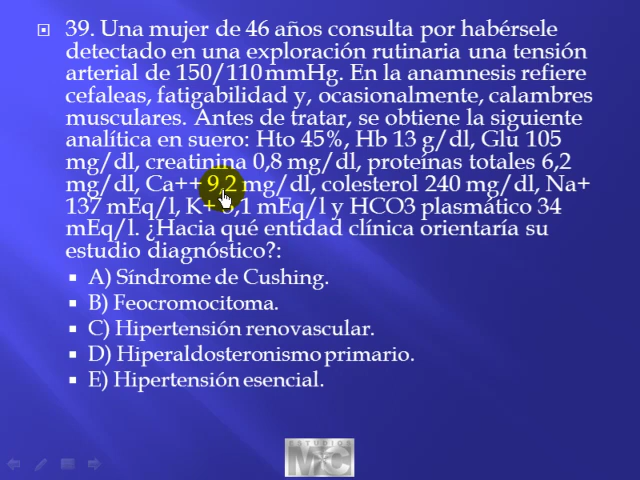 39. Una mujer de 46 años consulta por habérsele
detectado en una exploración rutinaria una tensión
arterial de 150/110 mmHg. En la anamnesis refiere
cefaleas, fatigabilidad y, ocasionalmente, calambres
musculares. Antes de tratar, se obtiene la siguiente
analítica en suero: Hto 45%, Hb 13 g/dl, Glu 105
mg/dl, creatinina 0,8 mg/dl, proteínas totales 6,2
mg/dl, Ca++ 9,2 mg/dl, colesterol 240 mg/dl, Na+
137 mEq/l, K+ mEq/l y HCO3 plasmático 34
mEq/l. ¿Hacia qué entidad clínica orientaría su
estudio diagnóstico?:
A) Síndrome de Cushing.
B) Feocromocitoma.
C) Hipertensión renovascular.
D) Hiperaldosteronismo primario.
E) Hipertensión esencial.
ESTUDIOS
MC